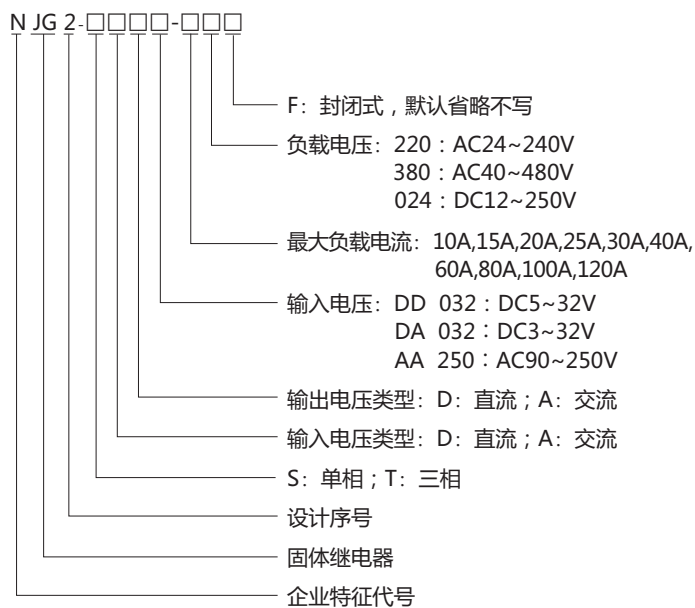 N JG 2-□□□□-□□□
F：封闭式，默认省略不写
负载电压：220：AC24~240V
380：AC40~480V
024：DC12~250V
最大负载电流：10A,15A,20A,25A,30A,40A,
60A,80A,100A,120A
输入电压：DD 032：DC5~32V
DA 032：DC3~32V
AA 250：AC90~250V
输出电压类型：D：直流；A：交流
输入电压类型：D：直流；A：交流
S：单相；T：三相
设计序号
固体继电器
企业特征代号